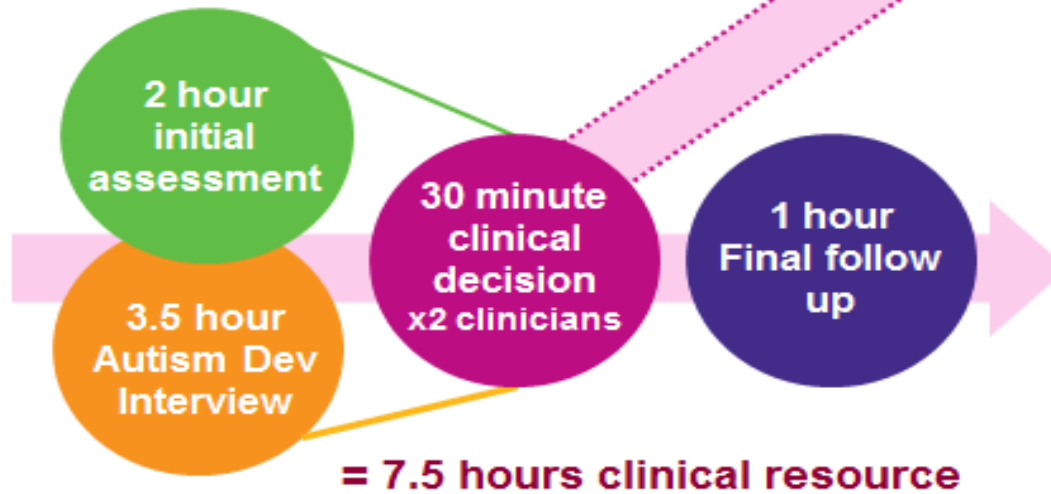 2 hour
initial
assessment
3.5 hour
Autism Dev
Interview
30 minute
clinical
decision
x2 clinicians
1 hour
Final follow
up
= 7.5 hours clinical resource